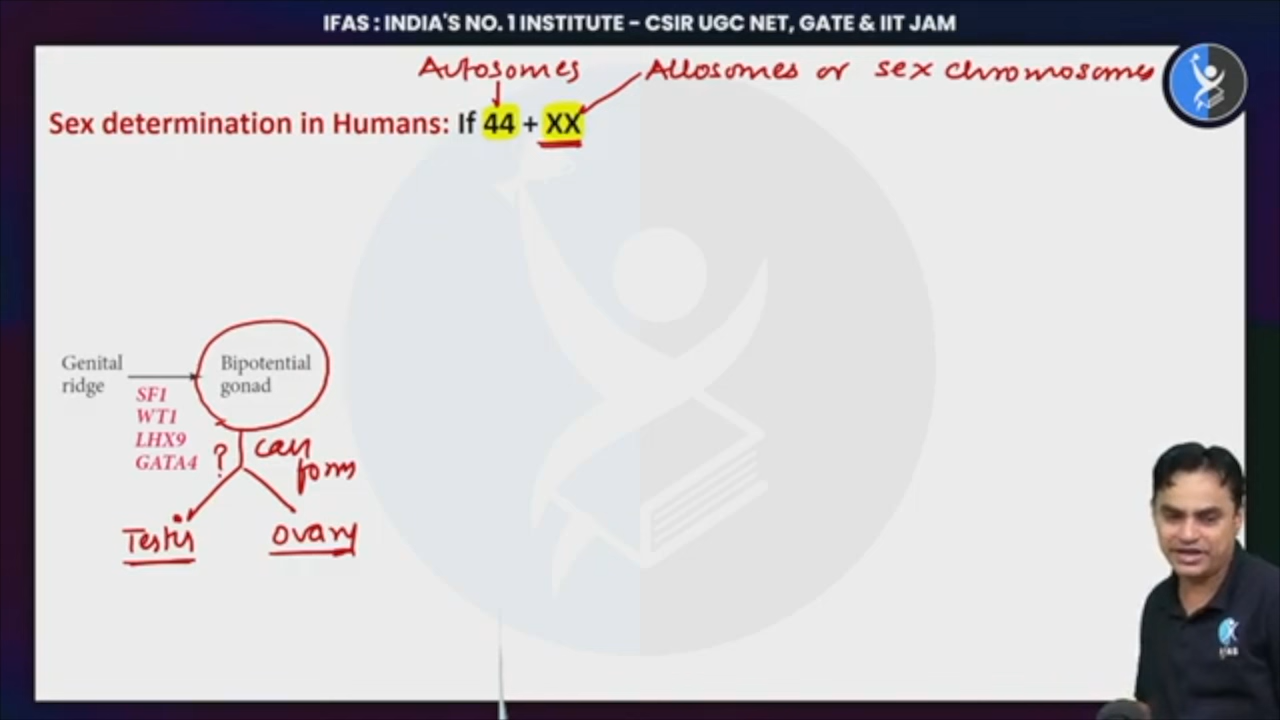 IFAS : INDIA'S NO. 1 INSTITUTE - CSIR UGC NET, GATE & IIT JAM
Autosomes
Allosomes or sex chromosomes
Sex determination in Humans: If 44 + XX
Genital
ridge
Bipotential
gonad
SF1
WT1
LHX9
GATA4
?
can
form
Testis
Ovary
IFAS